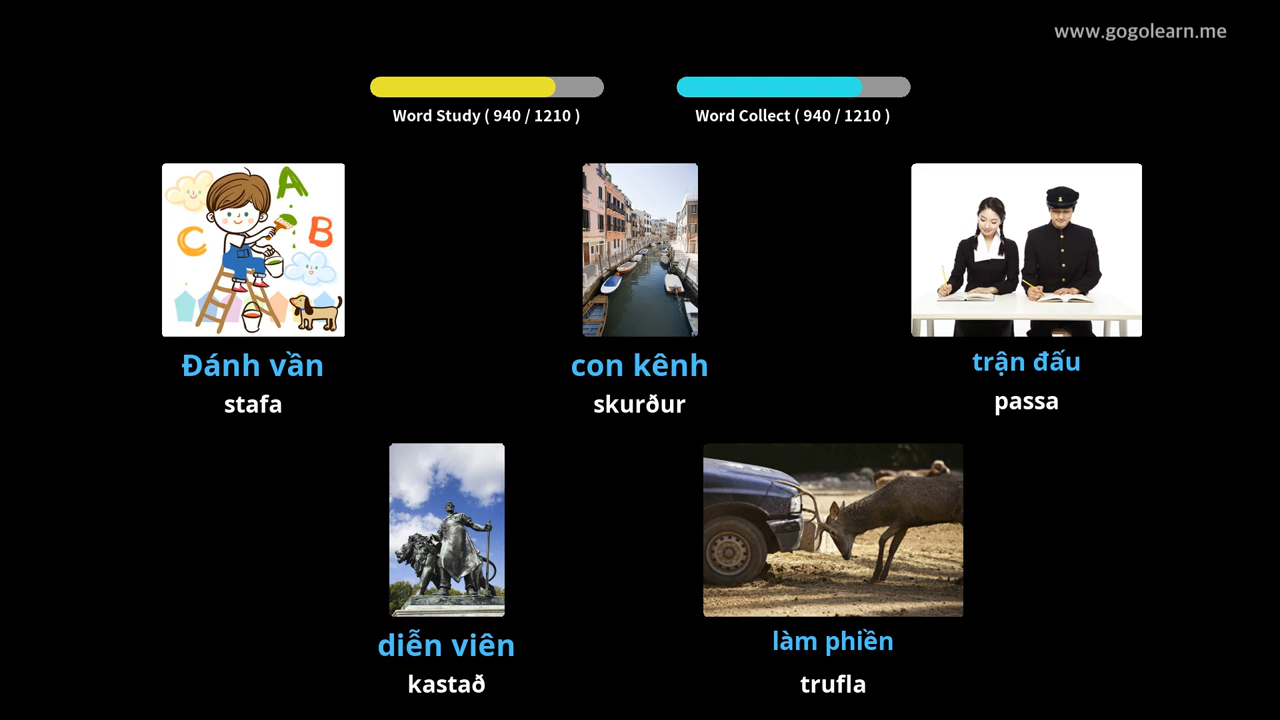 www.gogolearn.me
Word Study ( 940 / 1210 )
Word Collect ( 940 / 1210 )
A
B
C
Đánh vần
stafa
con kênh
skurður
trận đấu
passa
diễn viên
kastað
làm phiền
trufla